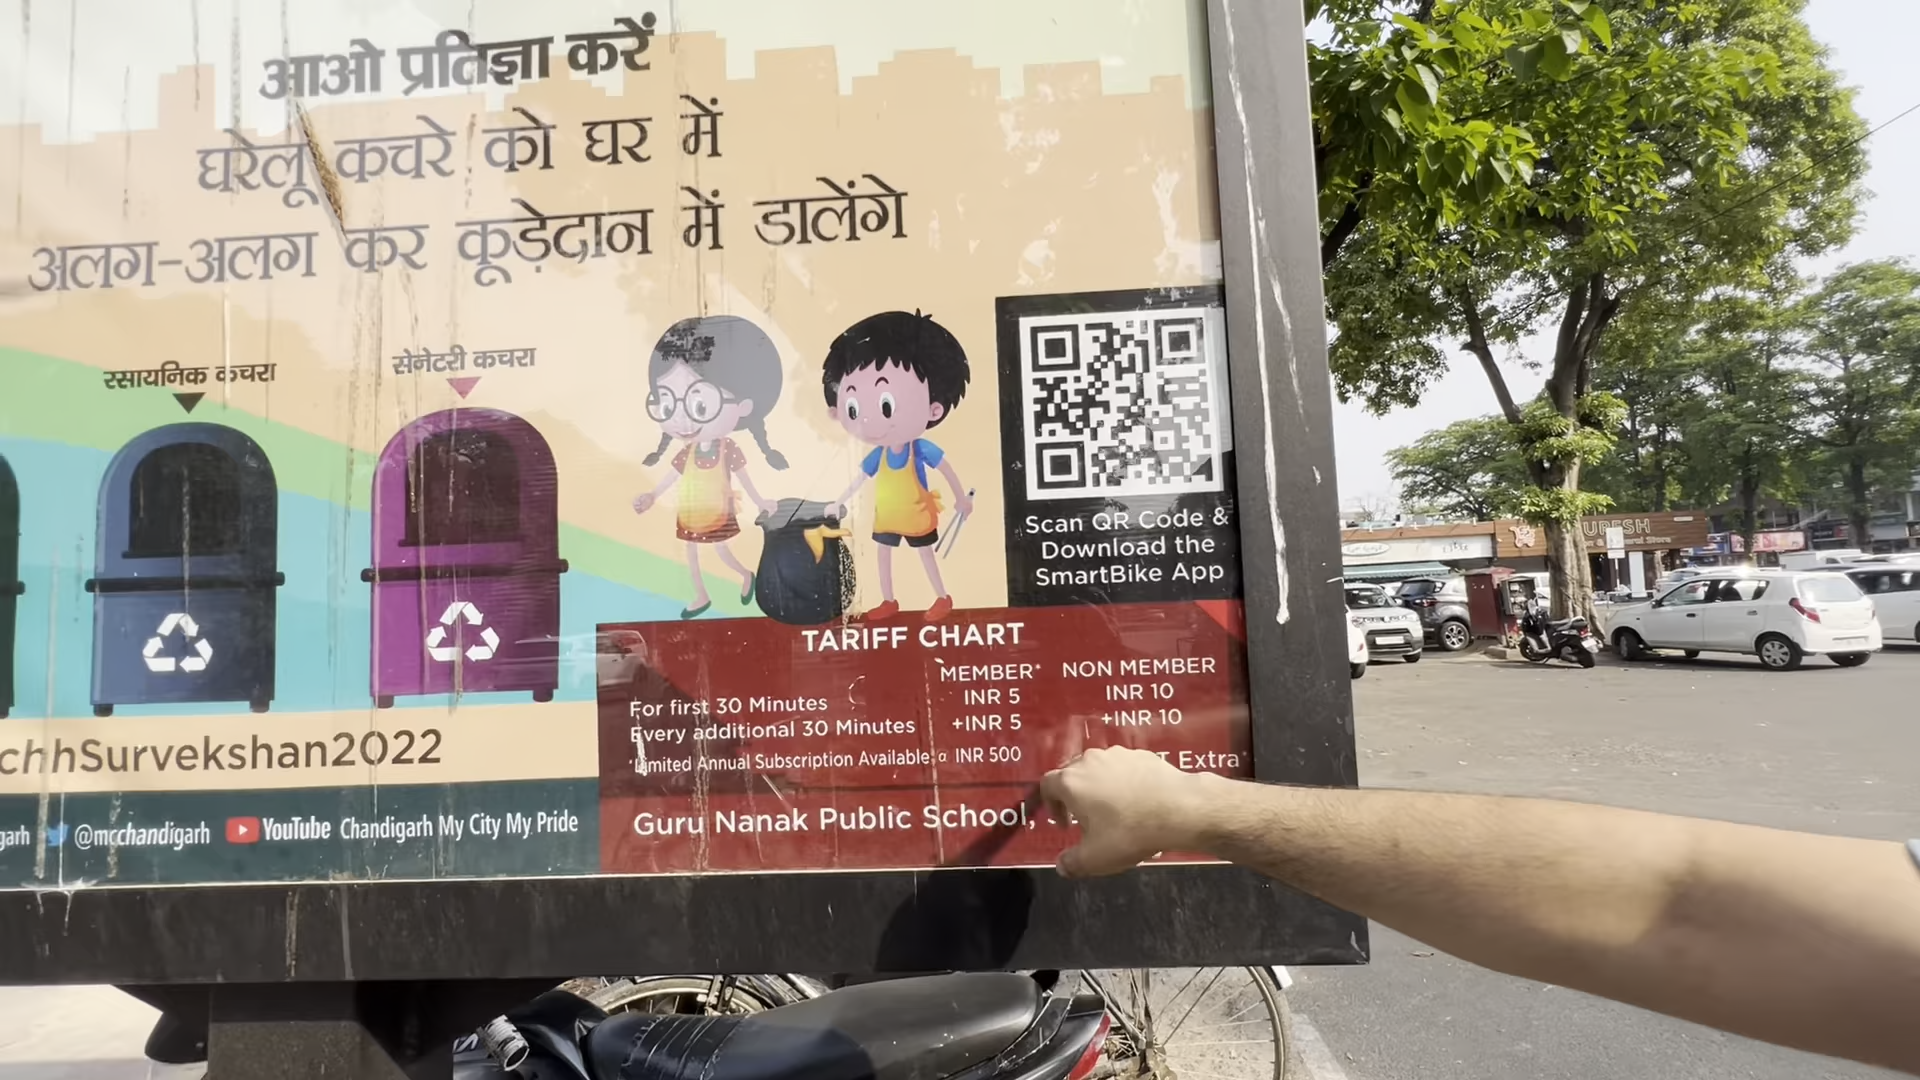 आओ प्रतिज्ञा करें
घरेलू कचरे को घर में
अलग-अलग कर कूड़ेदान में डालेंगे
रसायनिक कचरा
सेनेटरी कचरा
Scan QR Code &
Download the
SmartBike App
TARIFF CHART
MEMBER* NON MEMBER
For first 30 Minutes INR 5 INR 10
Every additional 30 Minutes +INR 5 +INR 10
*Limited Annual Subscription Available @ INR 500 Extra*
Guru Nanak Public School,
chhSurvekshan2022
garh @mcchandigarh YouTube Chandigarh My City My Pride